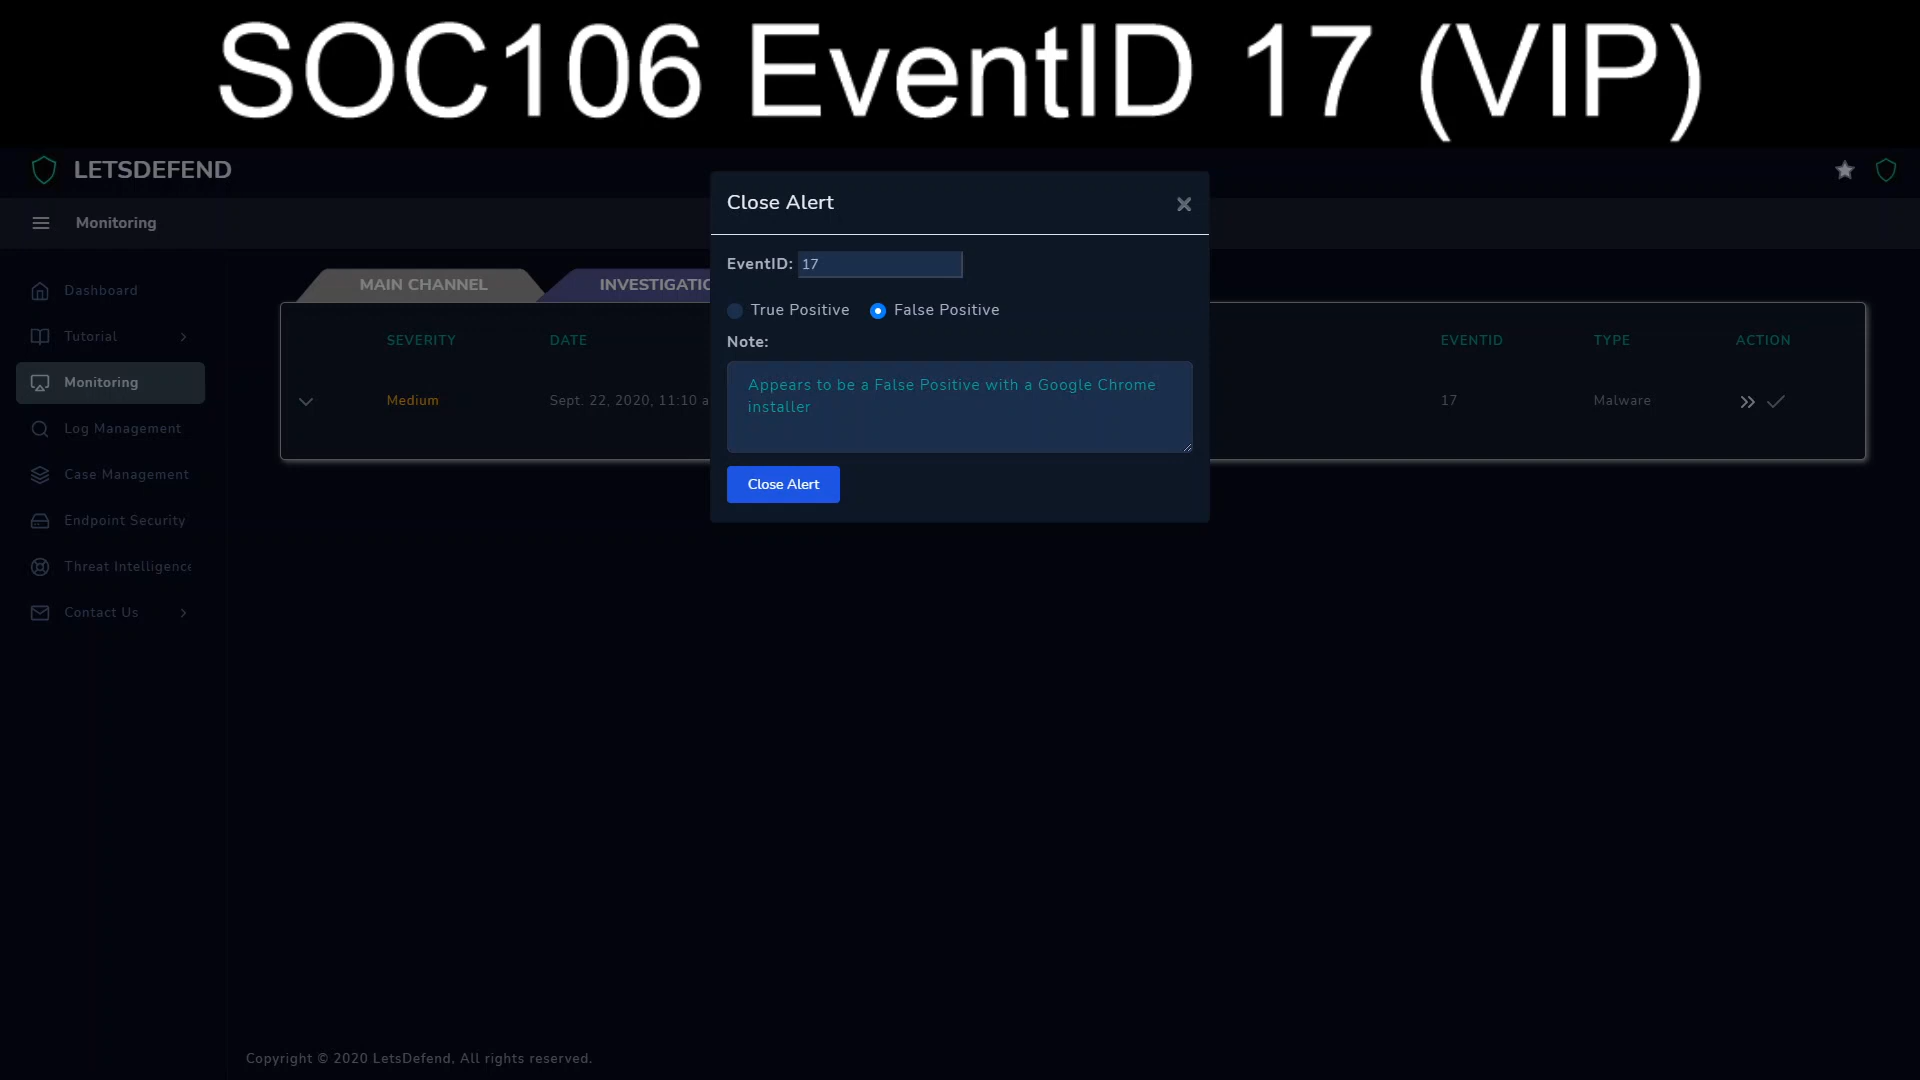 SOC106 EventID 17 (VIP)
LETSDEFEND
Monitoring
Close Alert
EventID: 17
True Positive False Positive
Note:
Appears to be a False Positive with a Google Chrome
installer
Close Alert
MAIN CHANNEL
SEVERITY DATE EVENTID TYPE ACTION
Medium Sept. 22, 2020, 11:10 17 Malware
Dashboard
Tutorial
Monitoring
Log Management
Case Management
Endpoint Security
Threat Intelligence
Contact Us
Copyright © 2020 LetsDefend, All rights reserved.